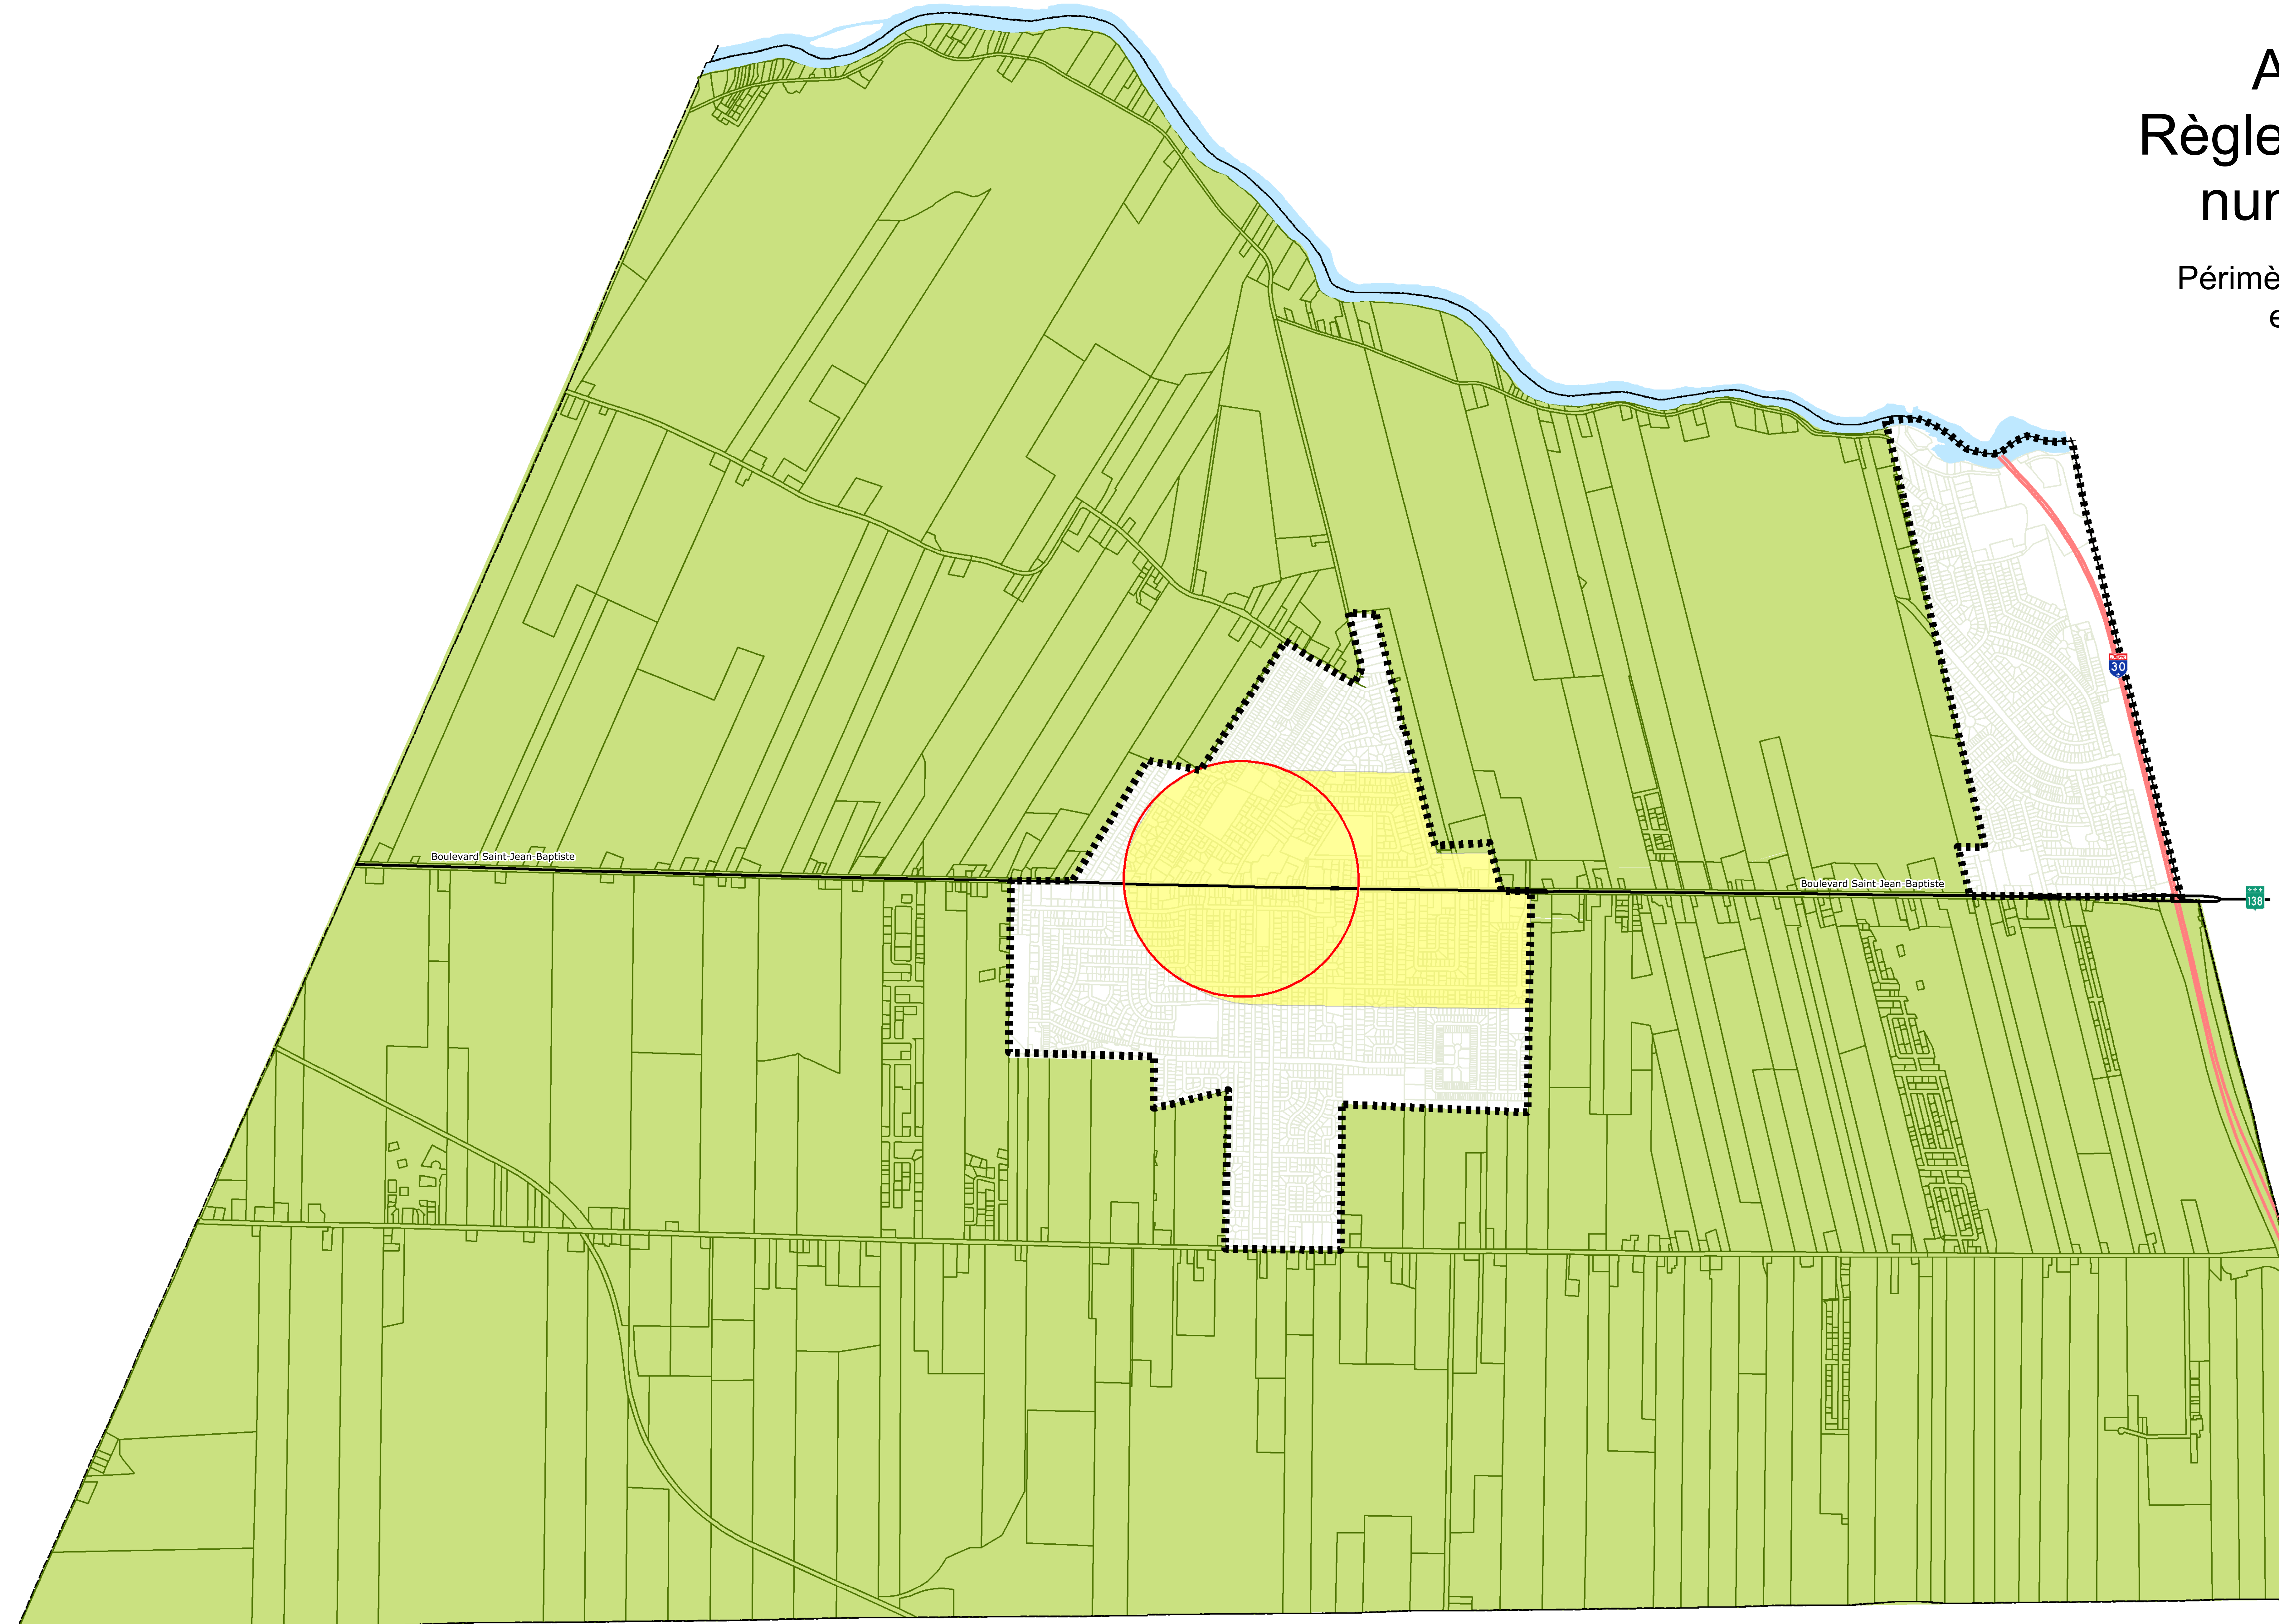 A
Règle
nur
Périmè
e
30
Boulevard Saint-Jean-Baptiste
Boulevard Saint-Jean-Baptiste
138